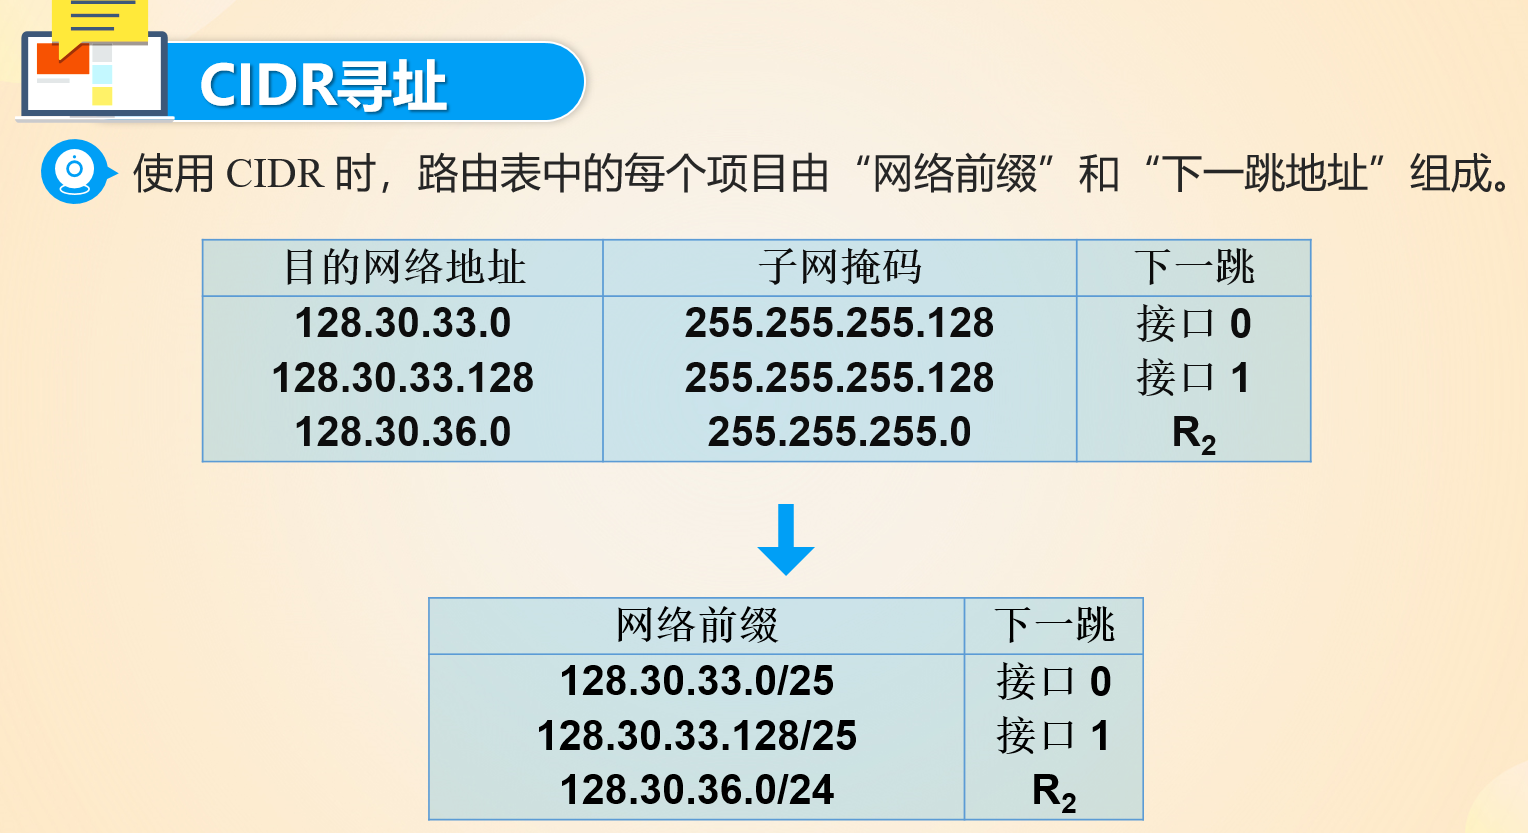 CIDR寻址
使用 CIDR 时，路由表中的每个项目由“网络前缀”和“下一跳地址”组成。
目的网络地址 子网掩码 下一跳
128.30.33.0 255.255.255.128 接口 0
128.30.33.128 255.255.255.128 接口 1
128.30.36.0 255.255.255.0 R₂
网络前缀 下一跳
128.30.33.0/25 接口 0
128.30.33.128/25 接口 1
128.30.36.0/24 R₂